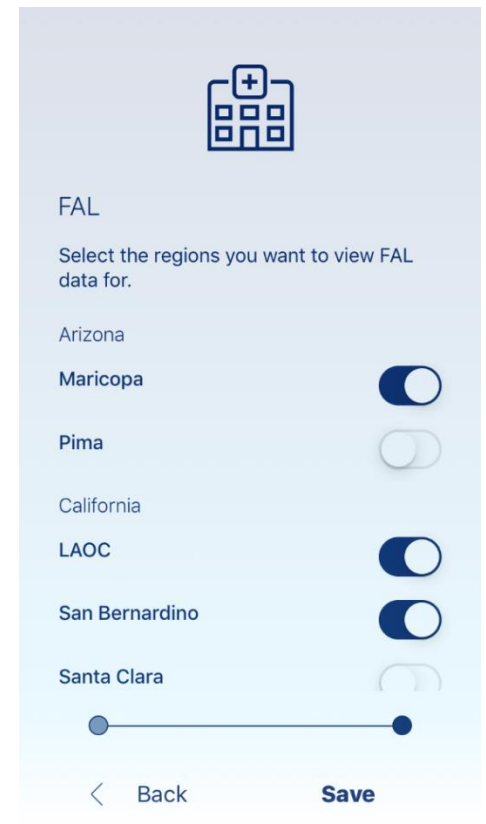 FAL
Select the regions you want to view FAL
data for.
Arizona
Maricopa
Pima
California
LAOC
San Bernardino
Santa Clara
Back
Save